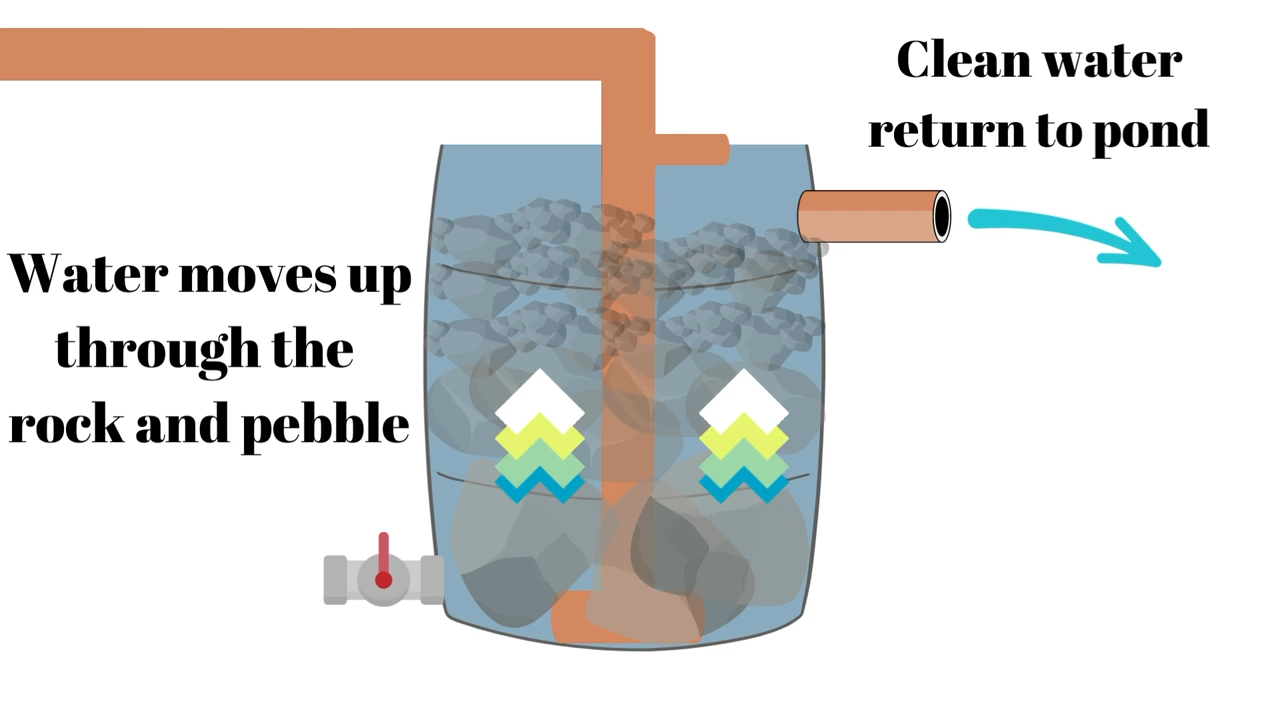 Clean water
return to pond
Water moves up
through the
rock and pebble